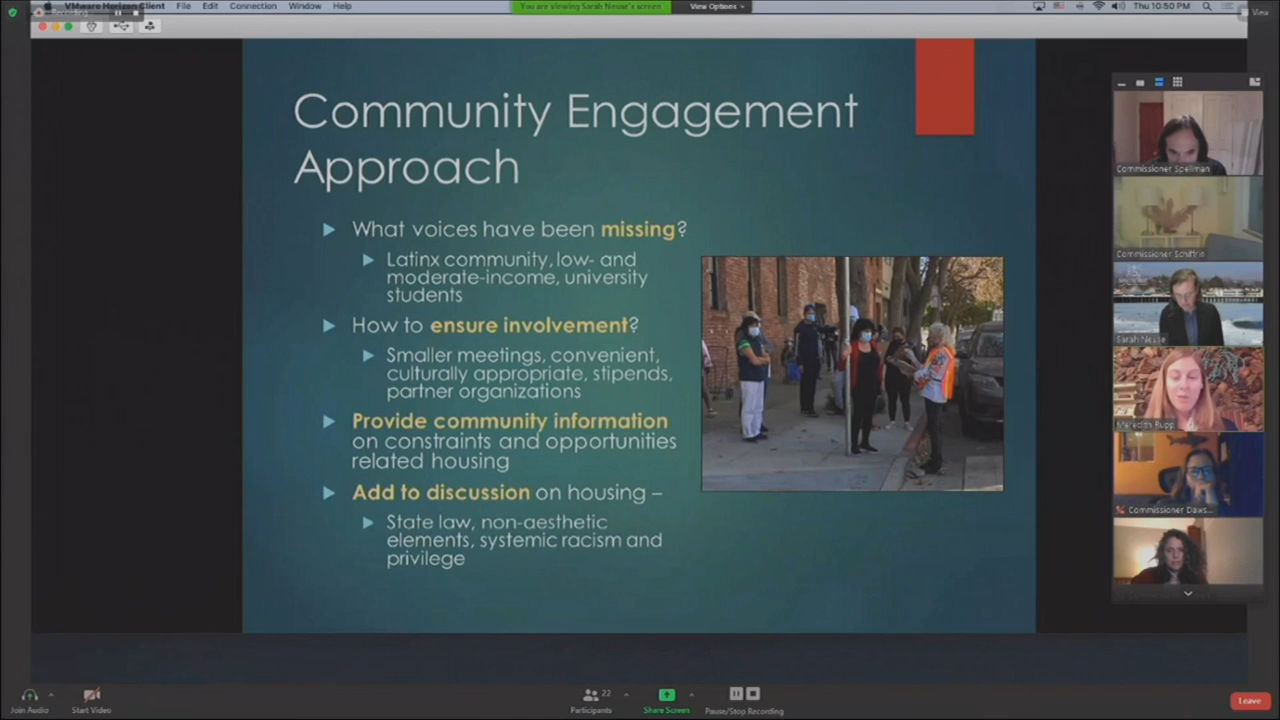 VMware Horizon Client File Edit Connection Window Help
You are viewing Sarah Neuse's screen
View Options
Thu 10:50 PM
View
Community Engagement
Approach
What voices have been missing?
Latinx community, low- and
moderate-income, university
students
How to ensure involvement?
Smaller meetings, convenient,
culturally appropriate, stipends,
partner organizations
Provide community information
on constraints and opportunities
related housing
Add to discussion on housing –
State law, non-aesthetic
elements, systemic racism and
privilege
Commissioner Spellman
Commissioner Schiffrin
Sarah Neuse
Meredith Rupp
Commissioner Daws...
Join Audio
Start Video
22
Participants
Share Screen
Pause/Stop Recording
Leave